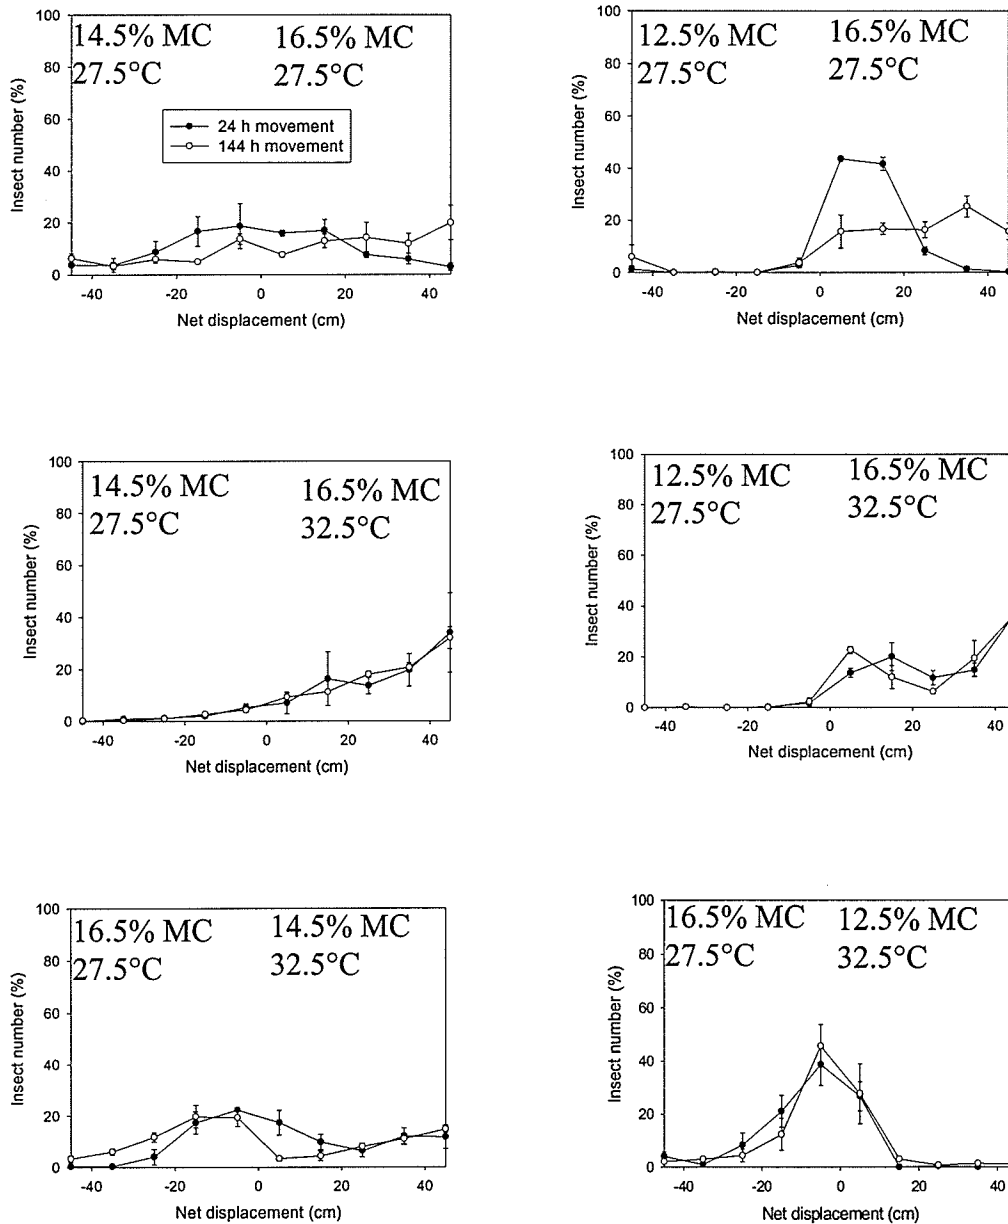 14.5% MC 16.5% MC
27.5°C 27.5°C
24 h movement
144 h movement
Insect number (%)
100
80
60
40
20
0
-40 -20 0 20 40
Net displacement (cm)
12.5% MC 16.5% MC
27.5°C 27.5°C
Insect number (%)
100
80
60
40
20
0
-40 -20 0 20 40
Net displacement (cm)
14.5% MC 16.5% MC
27.5°C 32.5°C
Insect number (%)
100
80
60
40
20
0
-40 -20 0 20 40
Net displacement (cm)
12.5% MC 16.5% MC
27.5°C 32.5°C
Insect number (%)
100
80
60
40
20
0
-40 -20 0 20 40
Net displacement (cm)
16.5% MC 14.5% MC
27.5°C 32.5°C
Insect number (%)
100
80
60
40
20
0
-40 -20 0 20 40
Net displacement (cm)
16.5% MC 12.5% MC
27.5°C 32.5°C
Insect number (%)
100
80
60
40
20
0
-40 -20 0 20 40
Net displacement (cm)